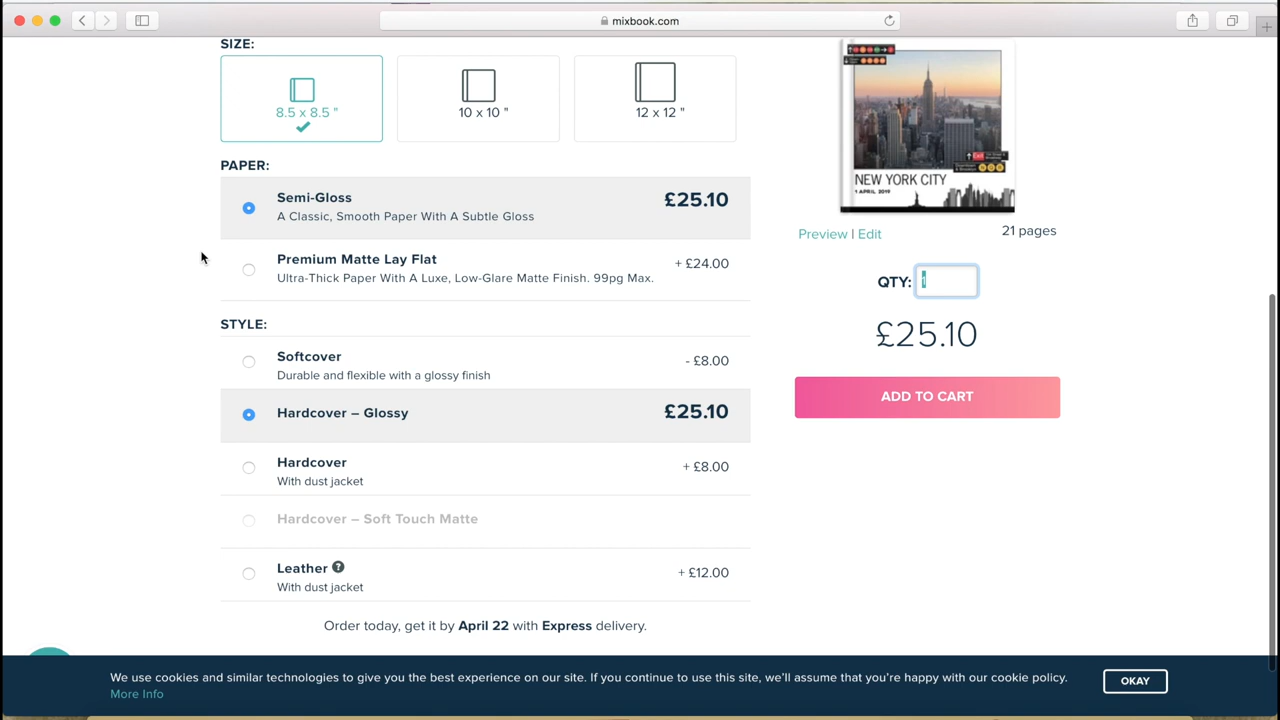 mixbook.com
SIZE:
8.5 x 8.5 "
10 x 10 "
12 x 12 "
PAPER:
Semi-Gloss
£25.10
A Classic, Smooth Paper With A Subtle Gloss
Premium Matte Lay Flat
+ £24.00
Ultra-Thick Paper With A Luxe, Low-Glare Matte Finish. 99pg Max.
STYLE:
Softcover
- £8.00
Durable and flexible with a glossy finish
Hardcover – Glossy
£25.10
Hardcover
+ £8.00
With dust jacket
Hardcover – Soft Touch Matte
Leather ?
+ £12.00
With dust jacket
Order today, get it by April 22 with Express delivery.
NEW YORK CITY
1 APRIL 2019
Preview | Edit
21 pages
QTY: 1
£25.10
ADD TO CART
We use cookies and similar technologies to give you the best experience on our site. If you continue to use this site, we'll assume that you're happy with our cookie policy.
More Info
OKAY